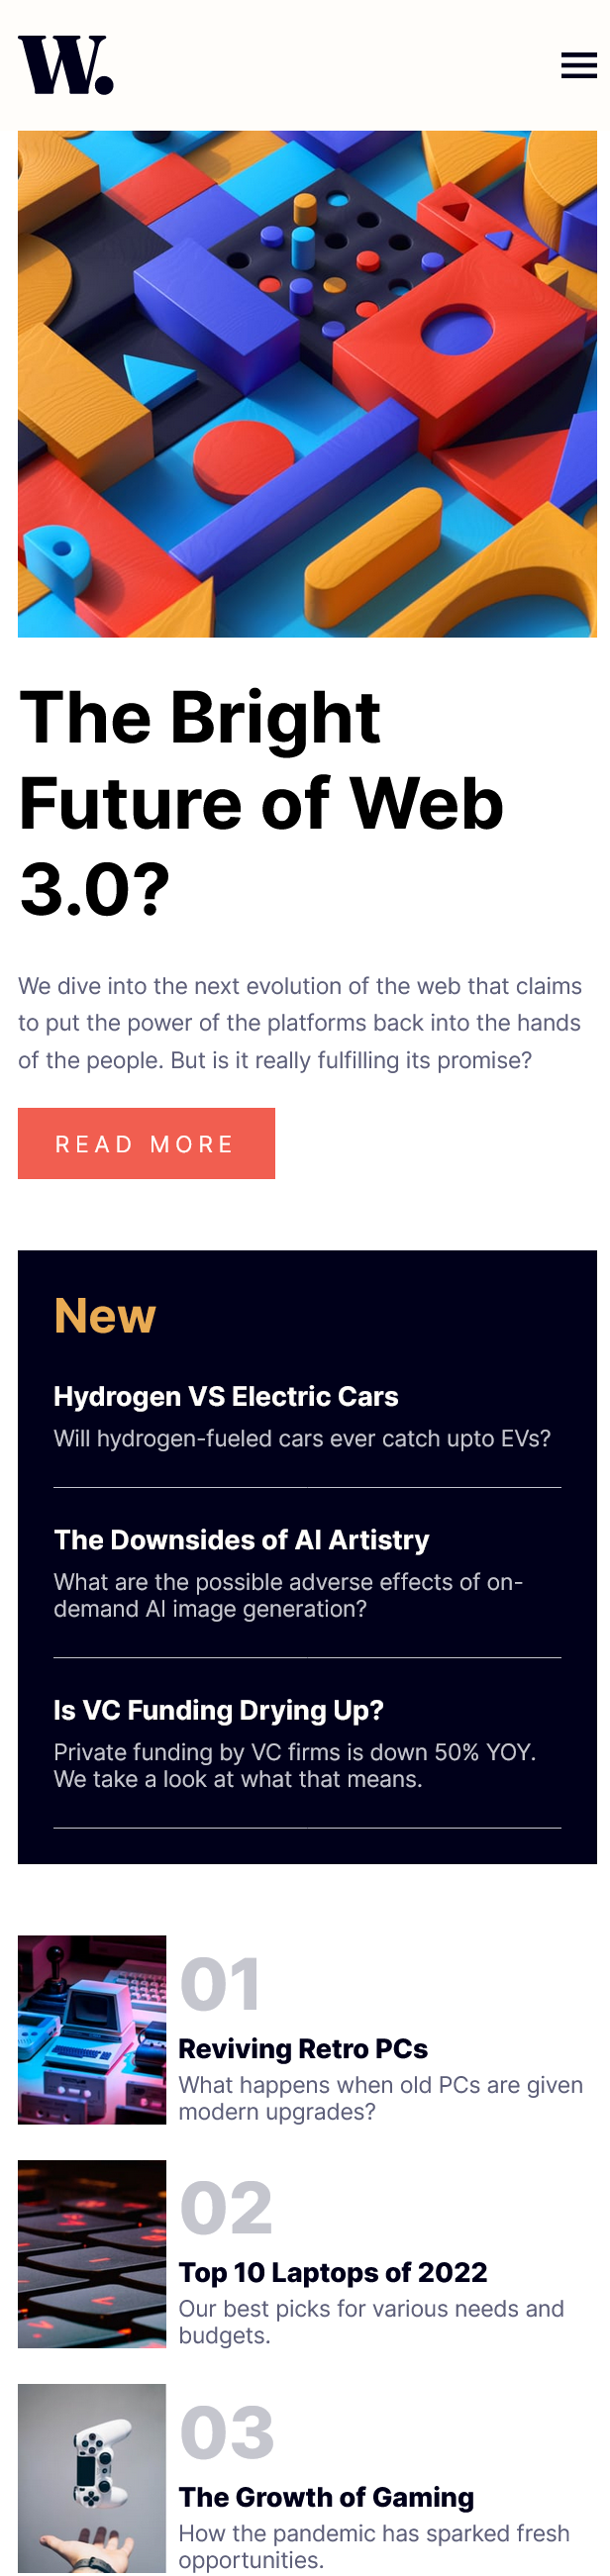 W.
The Bright
Future of Web
3.0?
We dive into the next evolution of the web that claims
to put the power of the platforms back into the hands
of the people. But is it really fulfilling its promise?
READ MORE
New
Hydrogen VS Electric Cars
Will hydrogen-fueled cars ever catch upto EVs?
The Downsides of AI Artistry
What are the possible adverse effects of on-
demand AI image generation?
Is VC Funding Drying Up?
Private funding by VC firms is down 50% YOY.
We take a look at what that means.
01
Reviving Retro PCs
What happens when old PCs are given
modern upgrades?
02
Top 10 Laptops of 2022
Our best picks for various needs and
budgets.
03
The Growth of Gaming
How the pandemic has sparked fresh
opportunities.